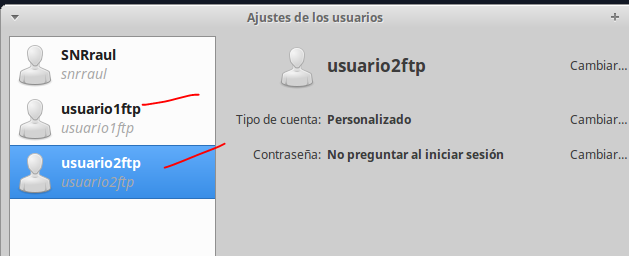 Ajustes de los usuarios
SNRraul
snrraul
usuario1ftp
usuario1ftp
usuario2ftp
usuario2ftp
usuario2ftp Cambiar...
Tipo de cuenta: Personalizado Cambiar...
Contraseña: No preguntar al iniciar sesión Cambiar...